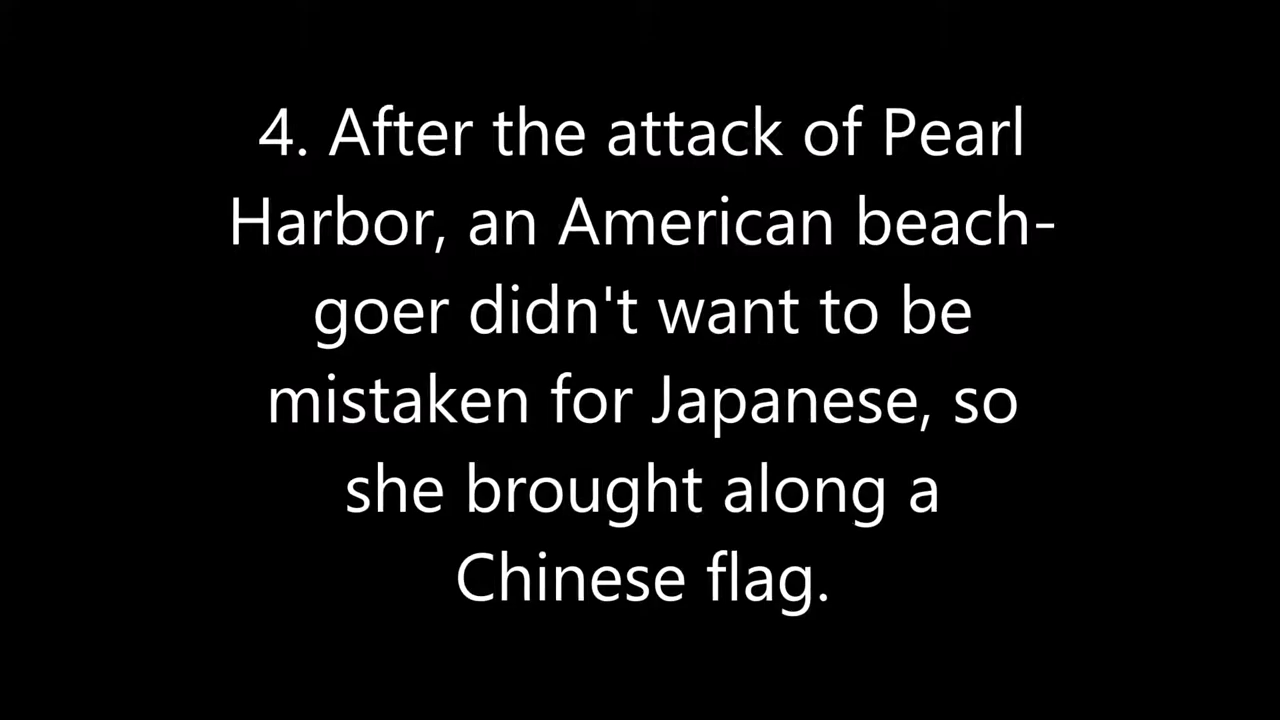 4. After the attack of Pearl
Harbor, an American beach-
goer didn't want to be
mistaken for Japanese, so
she brought along a
Chinese flag.